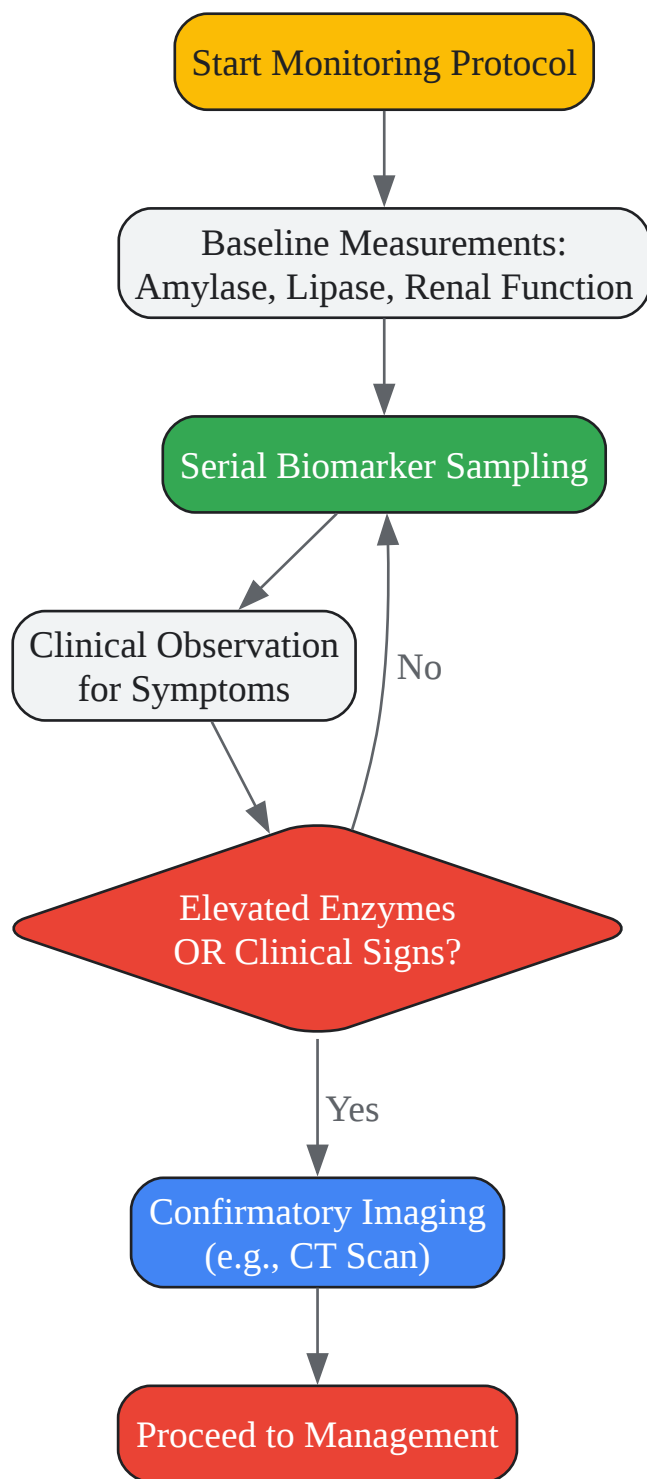 Start Monitoring Protocol
Baseline Measurements:
Amylase, Lipase, Renal Function
Serial Biomarker Sampling
Clinical Observation
for Symptoms
No
Elevated Enzymes
OR Clinical Signs?
Yes
Confirmatory Imaging
(e.g., CT Scan)
Proceed to Management